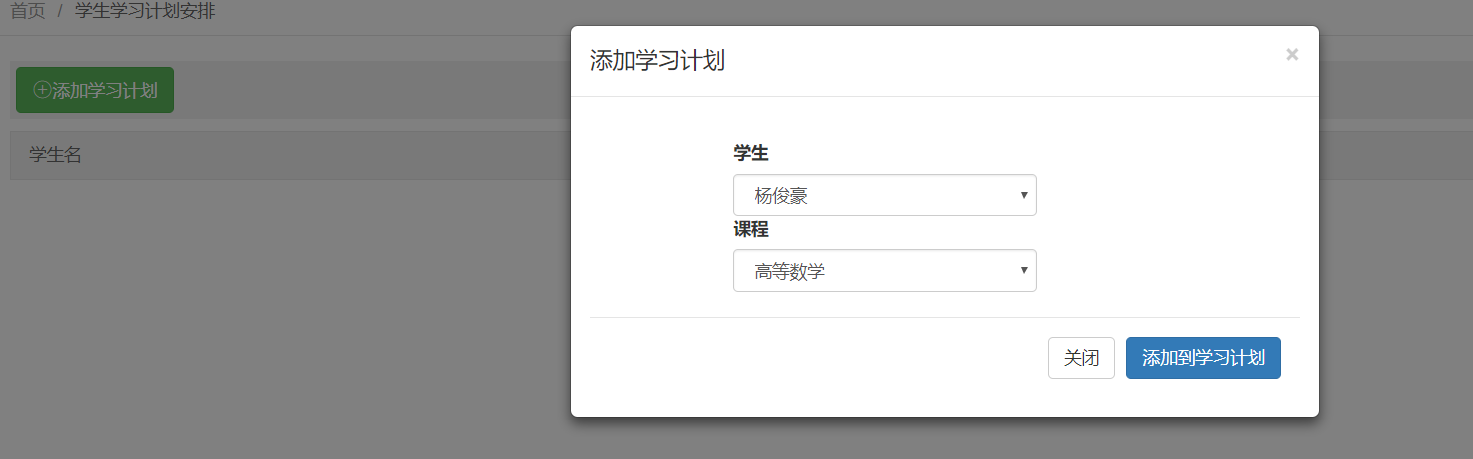 首页 / 学生学习计划安排
添加学习计划
学生名
添加学习计划 ×
学生
杨俊豪
课程
高等数学
关闭 添加到学习计划